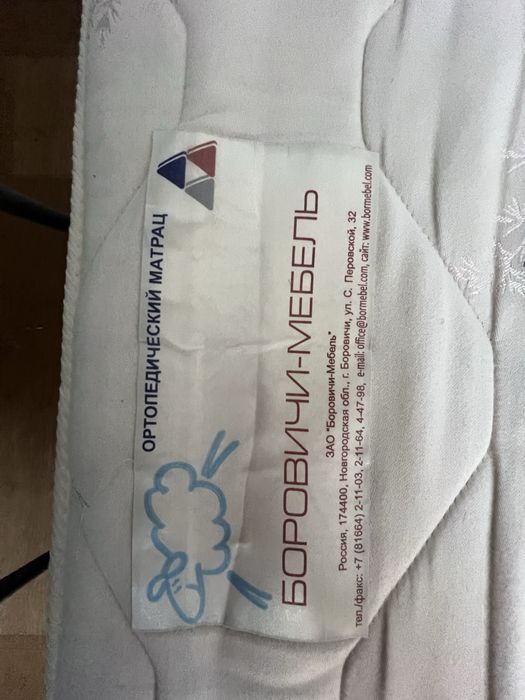 ОРТОПЕДИЧЕСКИЙ МАТРАЦ
БОРОВИЧИ-МЕБЕЛЬ
ЗАО "Боровичи-Мебель"
Россия, 174400, Новгородская обл., г. Боровичи, ул. С. Перовской, 32
тел./факс: +7 (81664) 2-11-03, 2-11-64, 4-47-98, e-mail: office@bormebel.com, сайт: www.bormebel.com